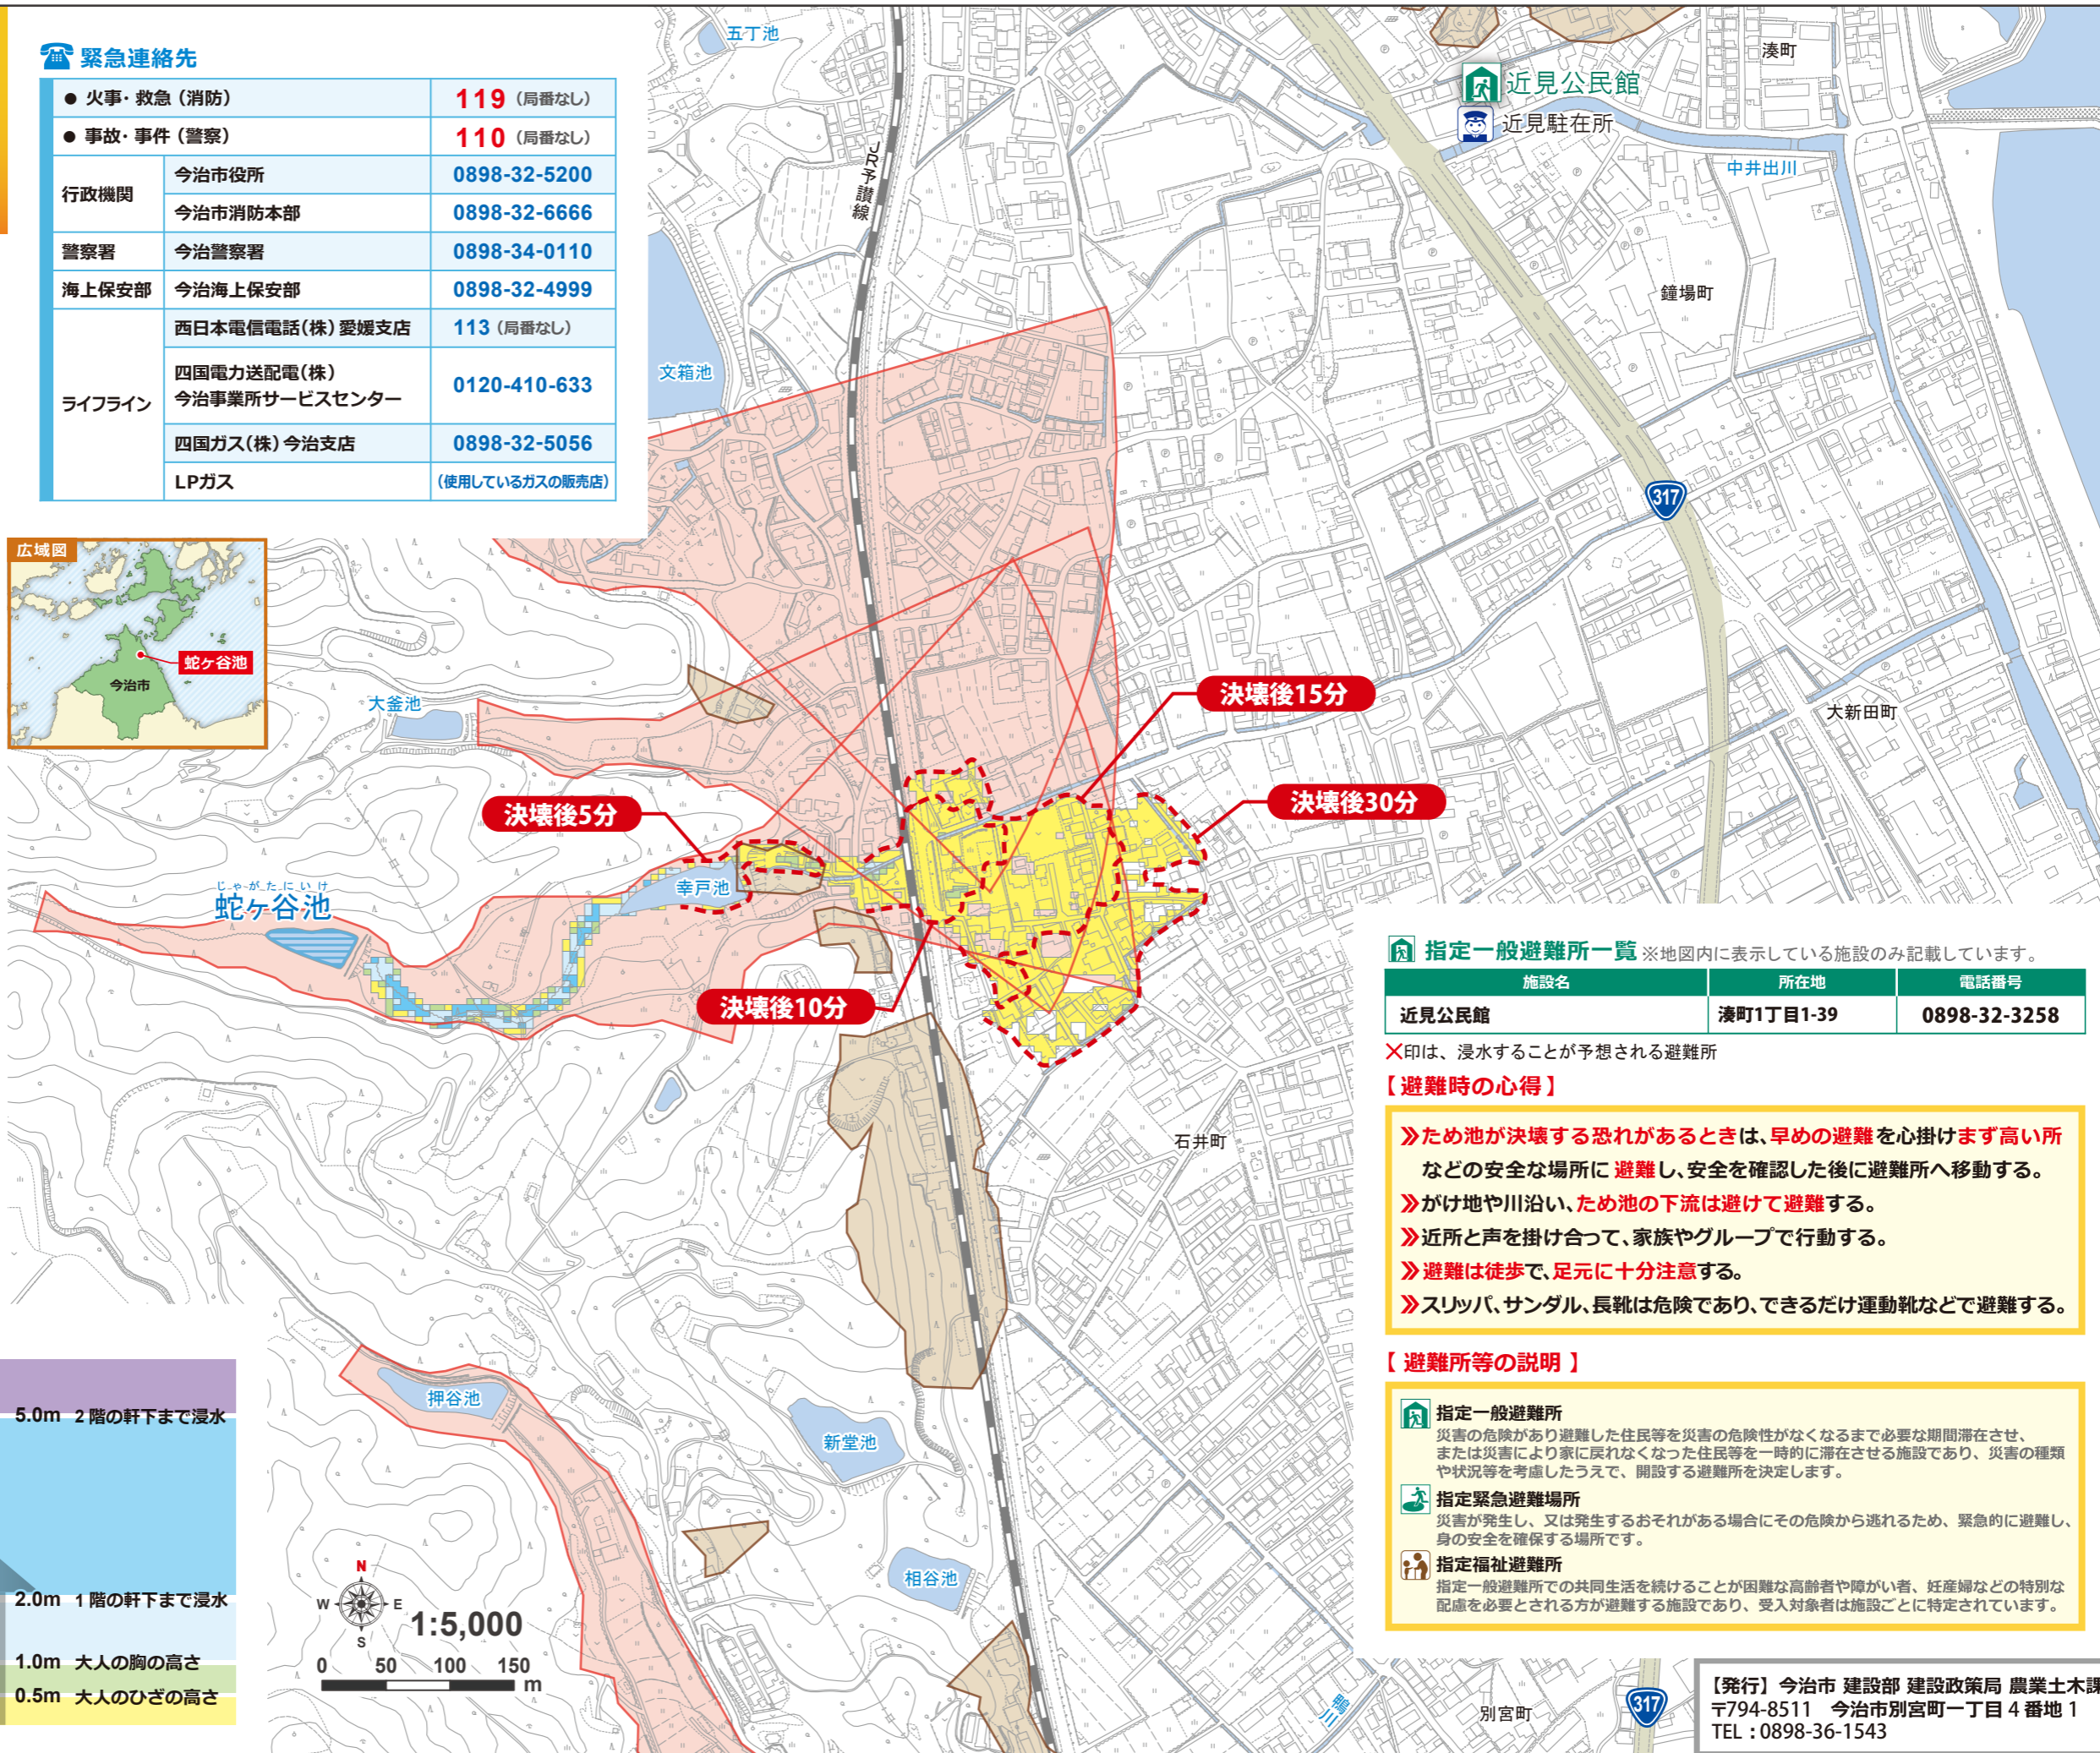 緊急連絡先
● 火事・救急（消防） 119（局番なし）
● 事故・事件（警察） 110（局番なし）
行政機関 今治市役所 0898-32-5200
今治市消防本部 0898-32-6666
警察署 今治警察署 0898-34-0110
海上保安部 今治海上保安部 0898-32-4999
ライフライン
西日本電信電話（株）愛媛支店 113（局番なし）
四国電力送配電（株）
今治事業所サービスセンター 0120-410-633
四国ガス（株）今治支店 0898-32-5056
LPガス （使用しているガスの販売店）
五丁池
JR予讃線
近見公民館
近見駐在所
湊町
中井出川
鐘場町
文箱池
317
広域図
蛇ヶ谷池
今治市
大釜池
大新田町
決壊後15分
決壊後30分
決壊後5分
じゃがたにいけ
蛇ヶ谷池
幸戸池
決壊後10分
石井町
指定一般避難所一覧 ※地図内に表示している施設のみ記載しています。
施設名 所在地 電話番号
近見公民館 湊町1丁目1-39 0898-32-3258
×印は、浸水することが予想される避難所
【避難時の心得】
≫ため池が決壊する恐れがあるときは、早めの避難を心掛けまず高い所
などの安全な場所に避難し、安全を確認した後に避難所へ移動する。
≫がけ地や川沿い、ため池の下流は避けて避難する。
≫近所と声を掛け合って、家族やグループで行動する。
≫避難は徒歩で、足元に十分注意する。
≫スリッパ、サンダル、長靴は危険であり、できるだけ運動靴などで避難する。
【避難所等の説明】
指定一般避難所
災害の危険があり避難した住民等を災害の危険性がなくなるまで必要な期間滞在させ、
または災害により家に戻れなくなった住民等を一時的に滞在させる施設であり、災害の種類
や状況等を考慮したうえで、開設する避難所を決定します。
指定緊急避難場所
災害が発生し、又は発生するおそれがある場合にその危険から逃れるため、緊急的に避難し、
身の安全を確保する場所です。
指定福祉避難所
指定一般避難所での共同生活を続けることが困難な高齢者や障がい者、妊産婦などの特別な
配慮を必要とされる方が避難する施設であり、受入対象者は施設ごとに特定されています。
押谷池
新堂池
相谷池
5.0m 2階の軒下まで浸水
2.0m 1階の軒下まで浸水
1.0m 大人の胸の高さ
0.5m 大人のひざの高さ
N
W E
S
1:5,000
0 50 100 150
m
鴨川
別宮町
317
【発行】今治市 建設部 建設政策局 農業土木課
〒794-8511 今治市別宮町一丁目4番地1
TEL：0898-36-1543